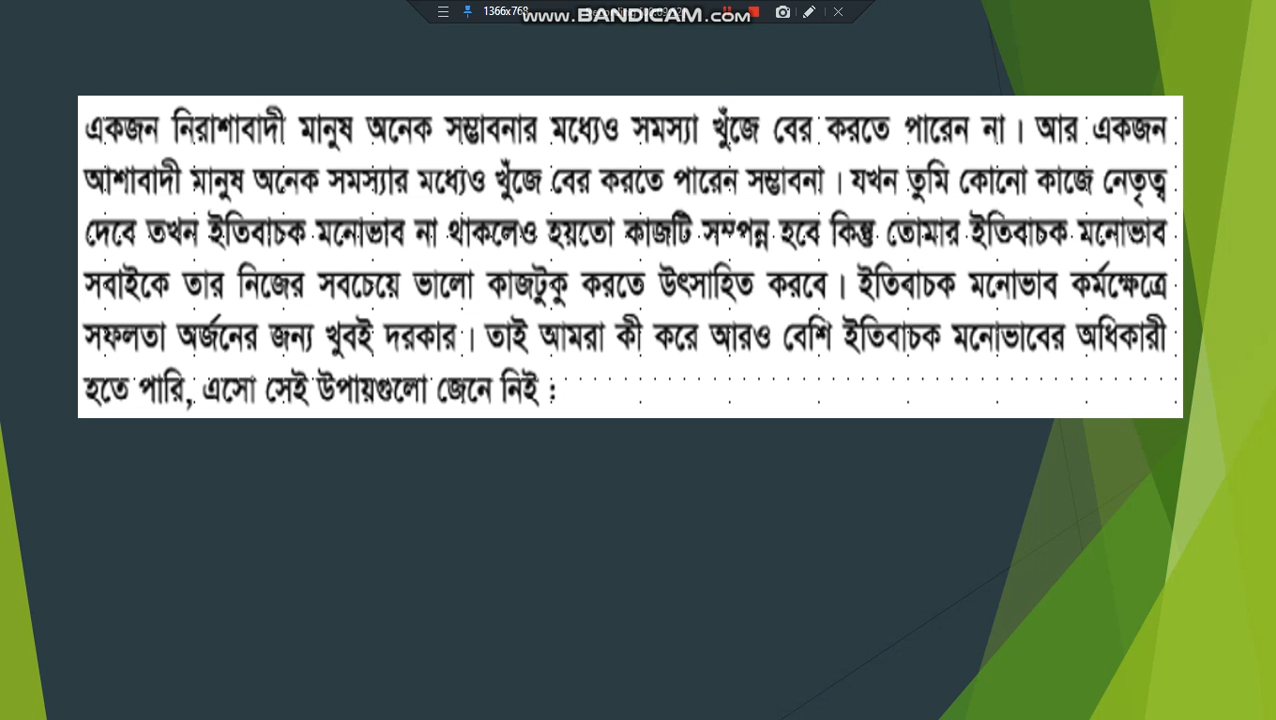 1366x768
www.BANDICAM.com
একজন নিরাশাবাদী মানুষ অনেক সম্ভাবনার মধ্যেও সমস্যা খুঁজে বের করতে পারেন না। আর একজন
আশাবাদী মানুষ অনেক সমস্যার মধ্যেও খুঁজে বের করতে পারেন সম্ভাবনা। যখন তুমি কোনো কাজে নেতৃত্ব
দেবে তখন ইতিবাচক মনোভাব না থাকলেও হয়তো কাজটি সম্পন্ন হবে কিন্তু তোমার ইতিবাচক মনোভাব
সবাইকে তার নিজের সবচেয়ে ভালো কাজটুকু করতে উৎসাহিত করবে। ইতিবাচক মনোভাব কর্মক্ষেত্রে
সফলতা অর্জনের জন্য খুবই দরকার। তাই আমরা কী করে আরও বেশি ইতিবাচক মনোভাবের অধিকারী
হতে পারি, এসো সেই উপায়গুলো জেনে নিই :